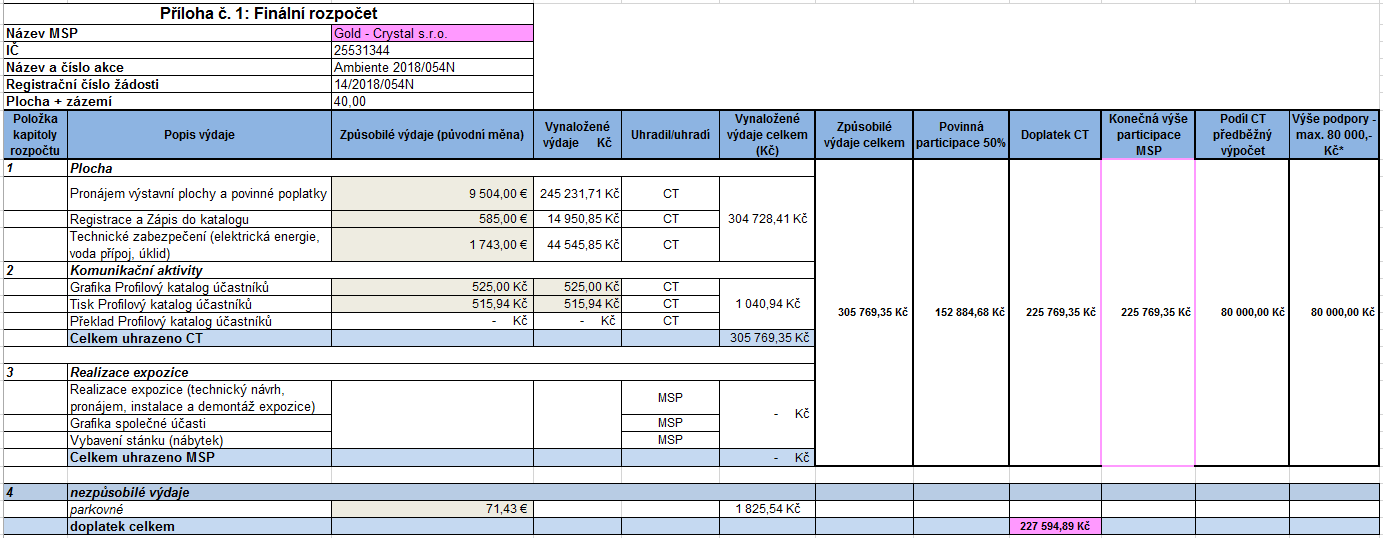 Příloha č. 1: Finální rozpočet
Název MSP Gold - Crystal s.r.o.
IČ 25531344
Název a číslo akce Ambiente 2018/054N
Registrační číslo žádosti 14/2018/054N
Plocha + zázemí 40,00
Položka kapitoly rozpočtu Popis výdaje Způsobilé výdaje (původní měna) Vynaložené výdaje Kč Uhradil/uhradí Vynaložené výdaje celkem (Kč) Způsobilé výdaje celkem Povinná participace 50% Doplatek CT Konečná výše participace MSP Podíl CT předběžný výpočet Výše podpory - max. 80 000,- Kč*
1 Plocha
Pronájem výstavní plochy a povinné poplatky 9 504,00 € 245 231,71 Kč CT
Registrace a Zápis do katalogu 585,00 € 14 950,85 Kč CT 304 728,41 Kč
Technické zabezpečení (elektrická energie, voda přípoj, úklid) 1 743,00 € 44 545,85 Kč CT
2 Komunikační aktivity
Grafika Profilový katalog účastníků 525,00 Kč 525,00 Kč CT
Tisk Profilový katalog účastníků 515,94 Kč 515,94 Kč CT 1 040,94 Kč
305 769,35 Kč 152 884,68 Kč 225 769,35 Kč 225 769,35 Kč 80 000,00 Kč 80 000,00 Kč
Překlad Profilový katalog účastníků - Kč - Kč CT
Celkem uhrazeno CT 305 769,35 Kč
3 Realizace expozice
Realizace expozice (technický návrh, pronájem, instalace a demontáž expozice) MSP
- Kč
Grafika společné účasti MSP
Vybavení stánku (nábytek) MSP
Celkem uhrazeno MSP - Kč
4 nezpůsobilé výdaje
parkovné 71,43 € 1 825,54 Kč
doplatek celkem 227 594,89 Kč